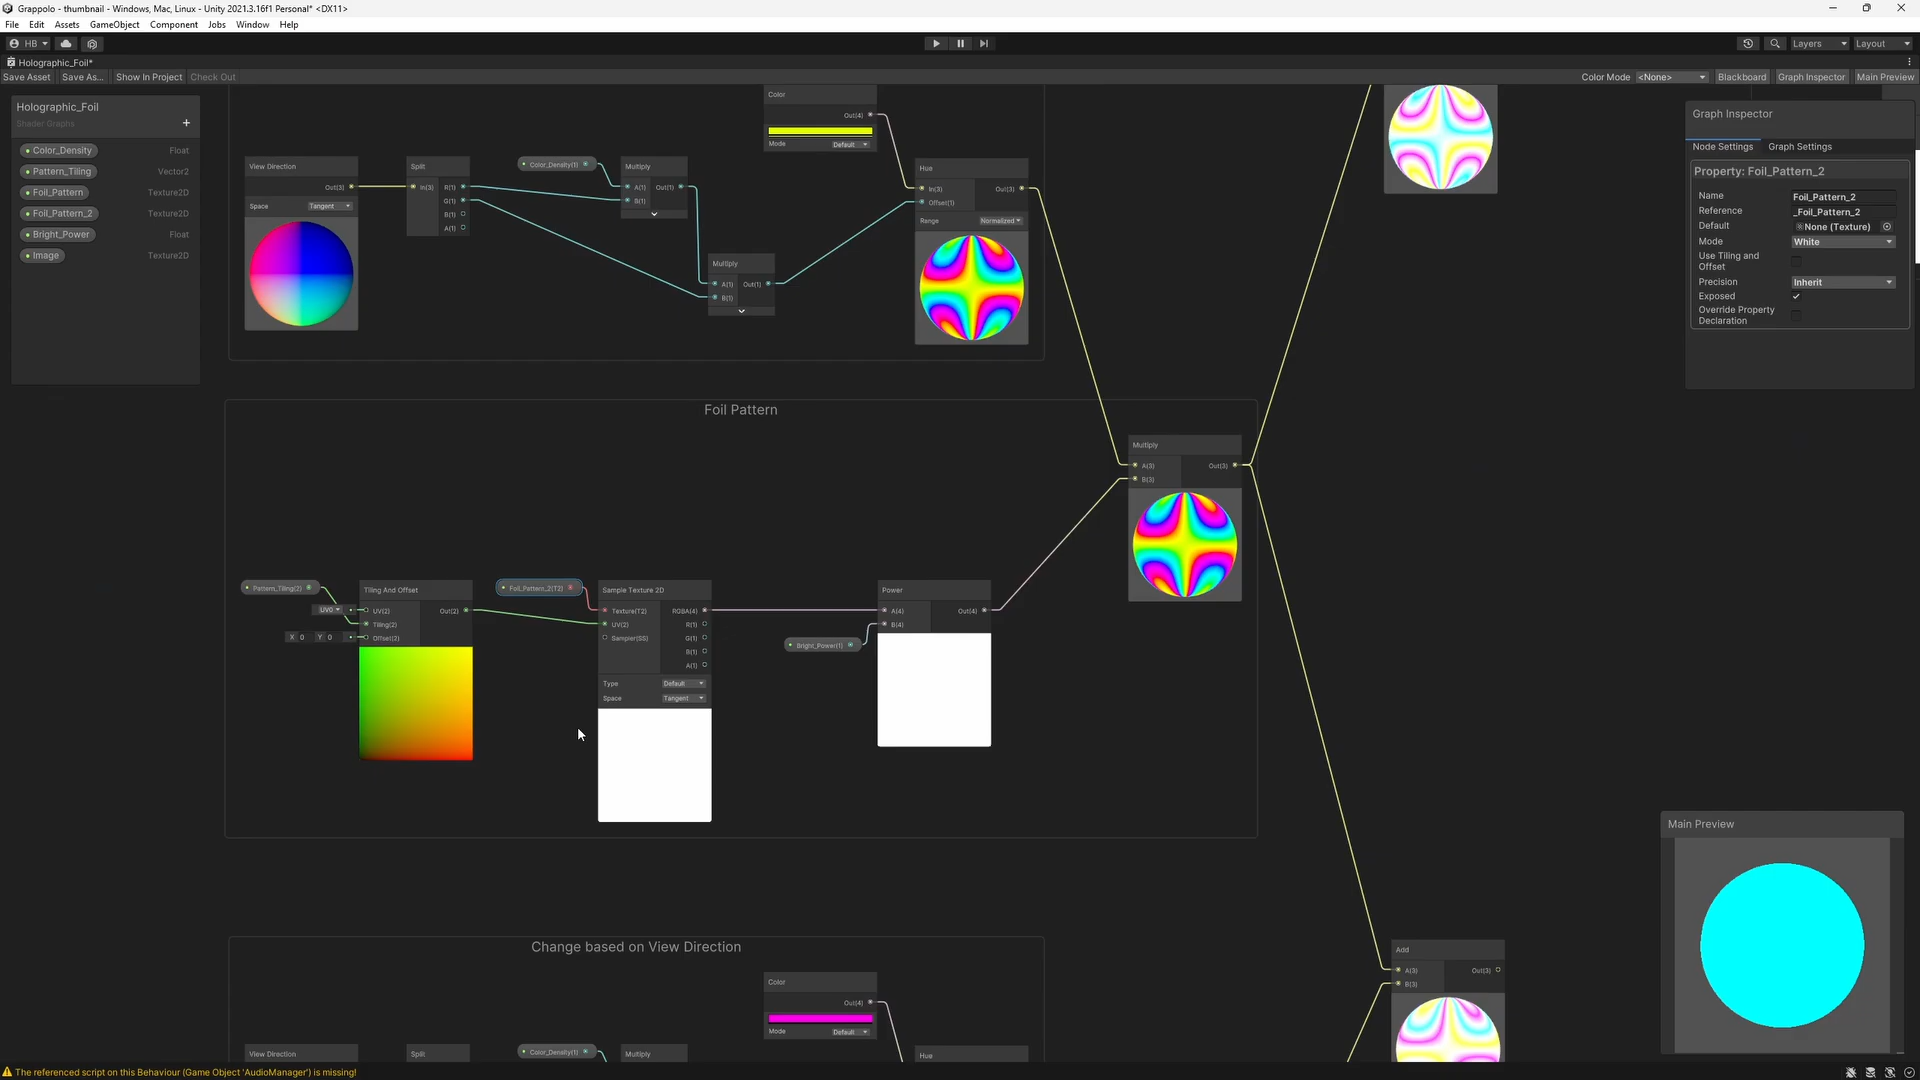 Grappolo - thumbnail - Windows, Mac, Linux - Unity 2021.3.16f1 Personal* <DX11>
File Edit Assets GameObject Component Jobs Window Help
HB Layers Layout
Holographic_Foil*
Save Asset Save As... Show In Project Check Out Color Mode <None> Blackboard Graph Inspector Main Preview
Holographic_Foil
Shader Graphs
Color_Density Float
Pattern_Tiling Vector2
Foil_Pattern Texture2D
Foil_Pattern_2 Texture2D
Bright_Power Float
Image Texture2D
Color
Out(4)
Mode Default
View Direction
Out(3)
Space Tangent
Split
In(3) R(1)
G(1)
B(1)
A(1)
Color_Density(1)
Multiply
A(1) Out(1)
B(1)
Multiply
A(1) Out(1)
B(1)
Hue
In(3) Out(3)
Offset(1)
Range Normalized
Graph Inspector
Node Settings Graph Settings
Property: Foil_Pattern_2
Name Foil_Pattern_2
Reference _Foil_Pattern_2
Default None (Texture)
Mode White
Use Tiling and
Offset
Precision Inherit
Exposed
Override Property
Declaration
Foil Pattern
Multiply
A(3) Out(3)
B(3)
Pattern_Tiling(2)
Tiling And Offset
UV0 UV(2) Out(2)
Tiling(2)
X 0 Y 0 Offset(2)
Foil_Pattern_2(T2)
Sample Texture 2D
Texture(T2) RGBA(4)
UV(2) R(1)
Sampler(SS) G(1)
B(1)
A(1)
Type Default
Space Tangent
Bright_Power(1)
Power
A(4) Out(4)
B(4)
Main Preview
Change based on View Direction
Color
Out(4)
Mode Default
View Direction
Split
Color_Density(1)
Multiply
Hue
Add
A(3) Out(3)
B(3)
The referenced script on this Behaviour (Game Object 'AudioManager') is missing!